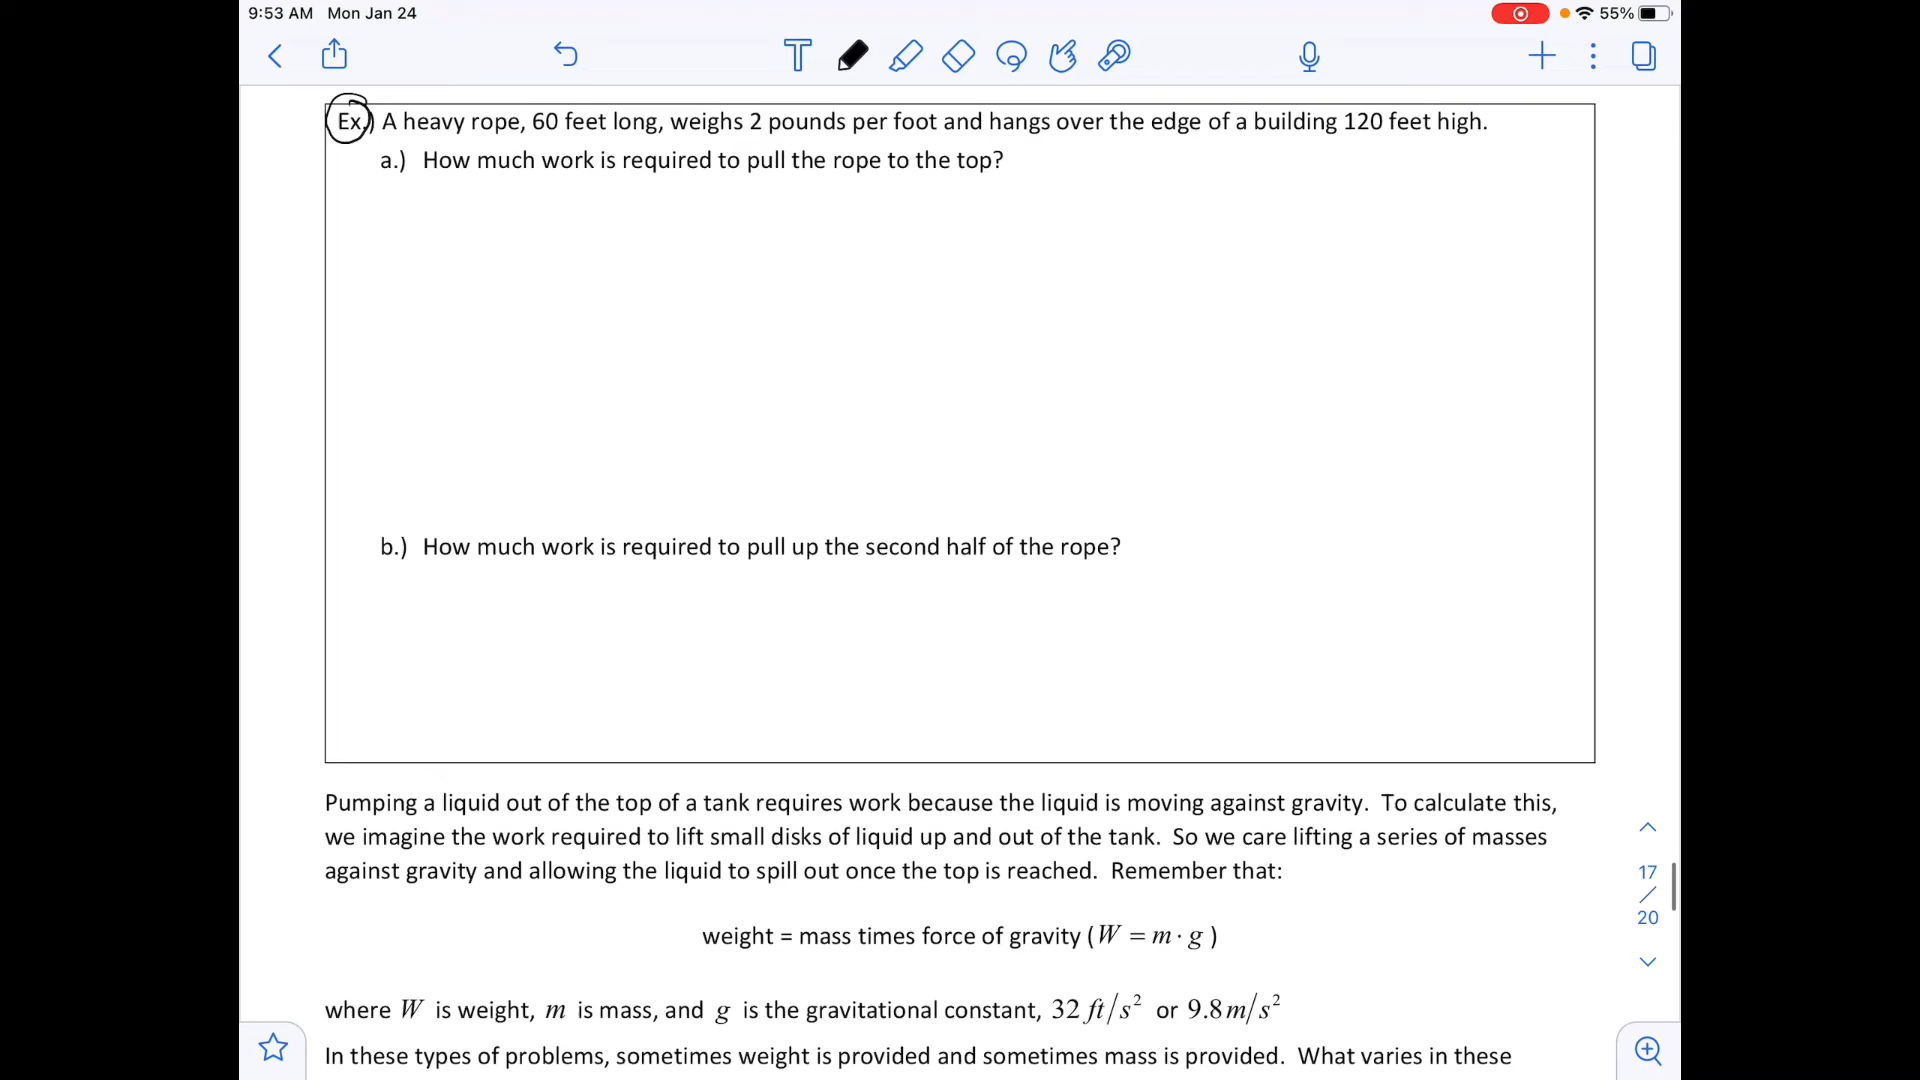 9:53 AM Mon Jan 24
55%
Ex.) A heavy rope, 60 feet long, weighs 2 pounds per foot and hangs over the edge of a building 120 feet high.
a.) How much work is required to pull the rope to the top?
b.) How much work is required to pull up the second half of the rope?
Pumping a liquid out of the top of a tank requires work because the liquid is moving against gravity. To calculate this,
we imagine the work required to lift small disks of liquid up and out of the tank. So we care lifting a series of masses
against gravity and allowing the liquid to spill out once the top is reached. Remember that:
weight = mass times force of gravity (W = m · g )
where W is weight, m is mass, and g is the gravitational constant, 32 ft/s² or 9.8 m/s²
In these types of problems, sometimes weight is provided and sometimes mass is provided. What varies in these
17
/
20